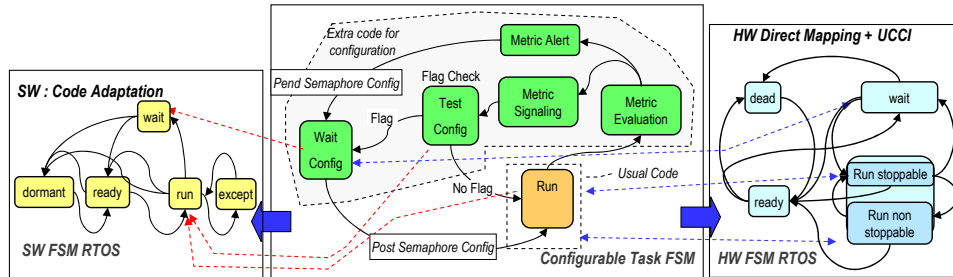 SW : Code Adaptation
wait
dormant
ready
run
except
SW FSM RTOS
Extra code for
configuration
Metric Alert
Pend Semaphore Config
Flag Check
Flag
Test
Config
Metric
Signaling
Metric
Evaluation
Wait
Config
No Flag
Run
Usual Code
Post Semaphore Config
Configurable Task FSM
HW Direct Mapping + UCCI
dead
wait
Run stoppable
ready
Run non
stoppable
HW FSM RTOS